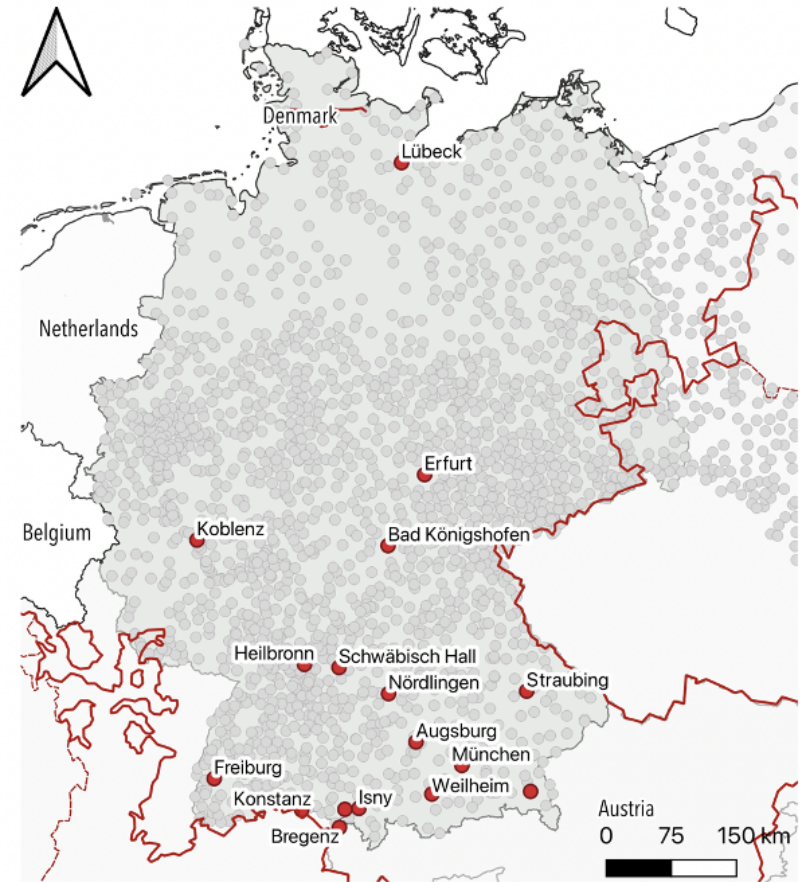 Denmark
Lübeck
Netherlands
Erfurt
Koblenz
Belgium
Bad Königshofen
Heilbronn
Schwäbisch Hall
Nördlingen
Straubing
Augsburg
München
Freiburg
Weilheim
Konstanz
Isny
Bregenz
Austria
0 75 150 km